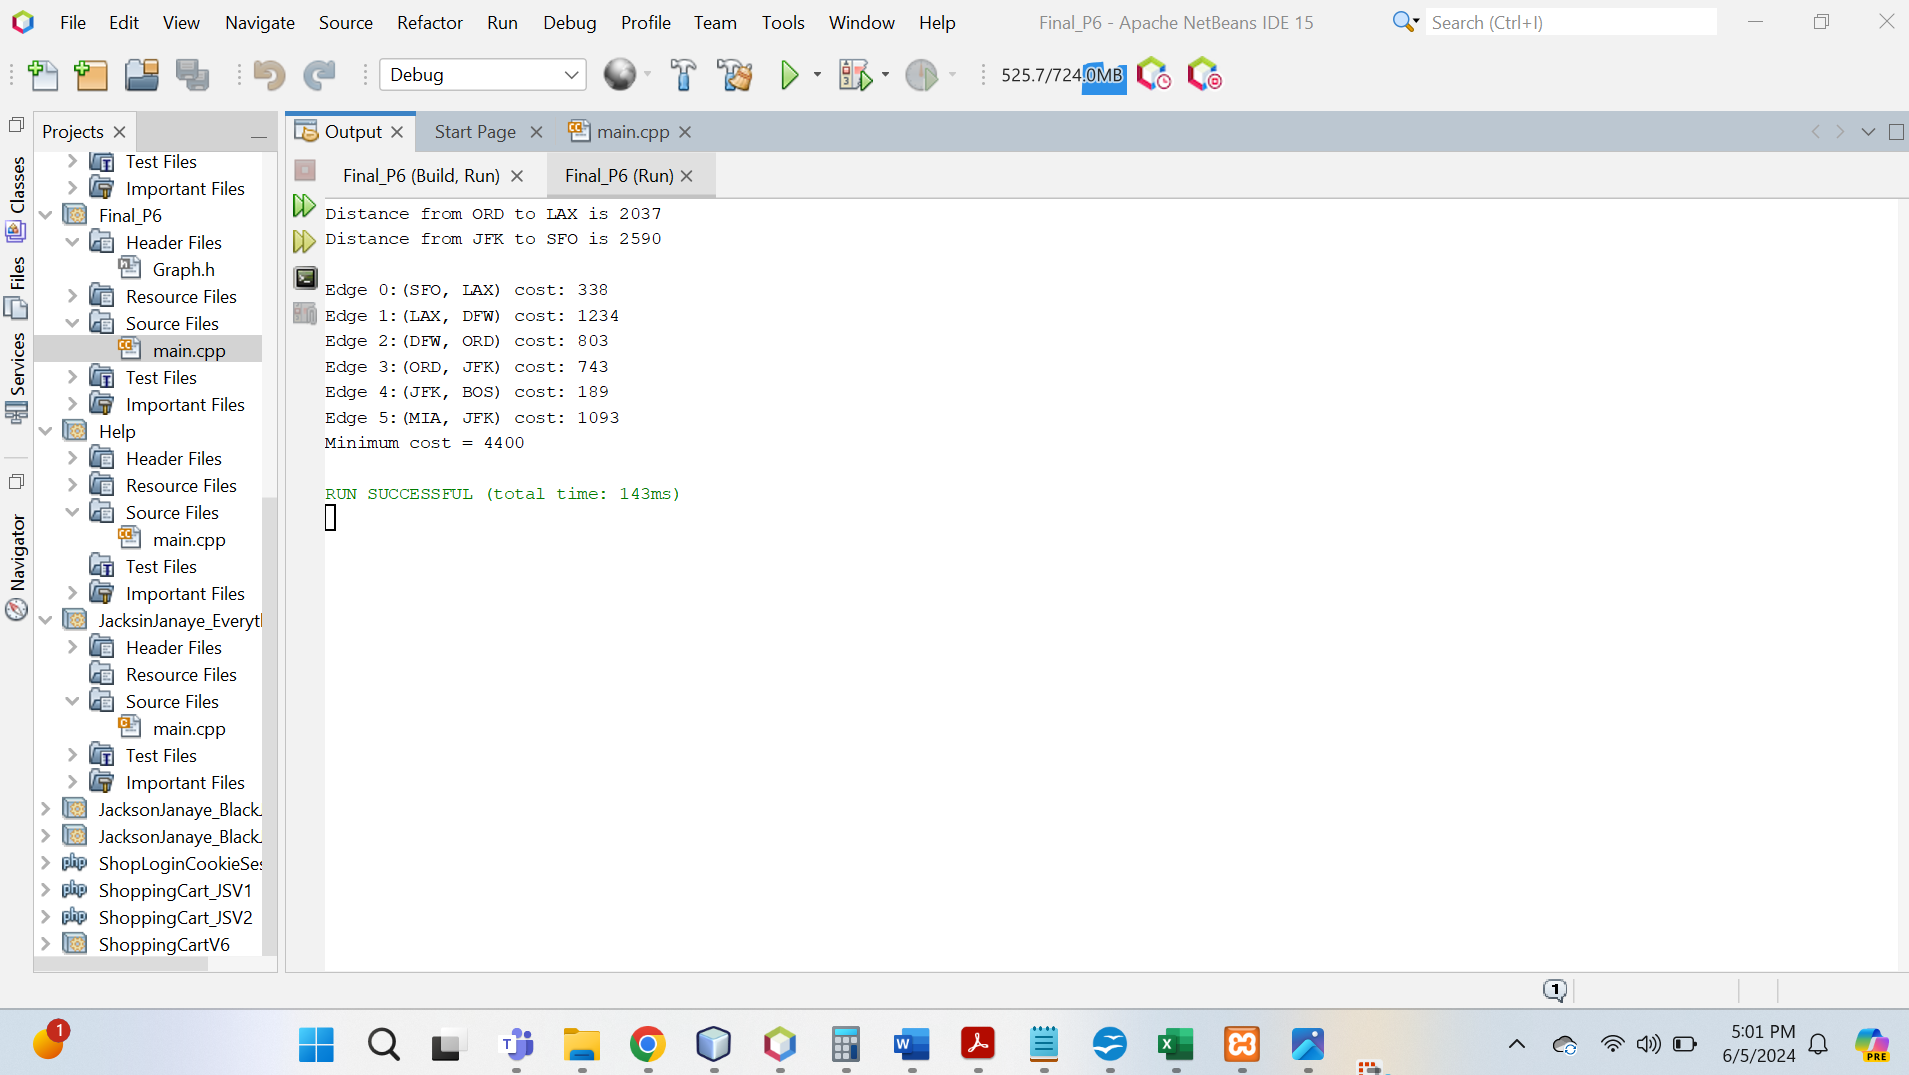 File Edit View Navigate Source Refactor Run Debug Profile Team Tools Window Help
Final_P6 - Apache NetBeans IDE 15
Search (Ctrl+I)
Debug
525.7/724.0MB
Classes
Files
Services
Navigator
Projects
Test Files
Important Files
Final_P6
Header Files
Graph.h
Resource Files
Source Files
main.cpp
Test Files
Important Files
Help
Header Files
Resource Files
Source Files
main.cpp
Test Files
Important Files
JacksinJanaye_Everyt
Header Files
Resource Files
Source Files
main.cpp
Test Files
Important Files
JacksonJanaye_Black
JacksonJanaye_Black
ShopLoginCookieSes
ShoppingCart_JSV1
ShoppingCart_JSV2
ShoppingCartV6
Output Start Page main.cpp
Final_P6 (Build, Run) Final_P6 (Run)
Distance from ORD to LAX is 2037
Distance from JFK to SFO is 2590
Edge 0:(SFO, LAX) cost: 338
Edge 1:(LAX, DFW) cost: 1234
Edge 2:(DFW, ORD) cost: 803
Edge 3:(ORD, JFK) cost: 743
Edge 4:(JFK, BOS) cost: 189
Edge 5:(MIA, JFK) cost: 1093
Minimum cost = 4400
RUN SUCCESSFUL (total time: 143ms)
1
1
5:01 PM
6/5/2024
PRE